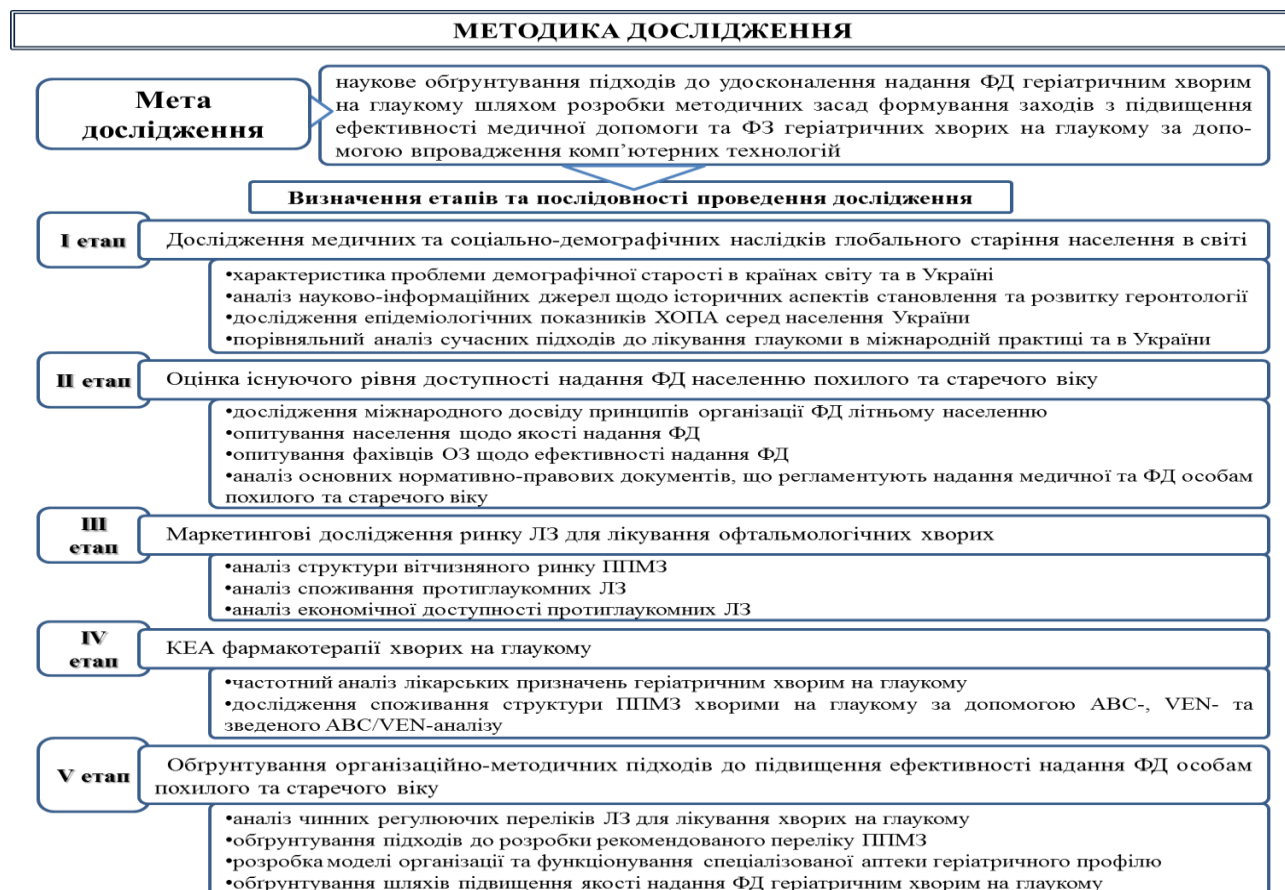 МЕТОДИКА ДОСЛІДЖЕННЯ
Мета
дослідження
наукове обґрунтування підходів до удосконалення надання ФД геріатричним хворим
на глаукому шляхом розробки методичних засад формування заходів з підвищення
ефективності медичної допомоги та ФЗ геріатричних хворих на глаукому за допо-
могою впровадження комп’ютерних технологій
Визначення етапів та послідовності проведення дослідження
І етап
Дослідження медичних та соціально-демографічних наслідків глобального старіння населення в світі
•характеристика проблеми демографічної старості в країнах світу та в Україні
•аналіз науково-інформаційних джерел щодо історичних аспектів становлення та розвитку геронтології
•дослідження епідеміологічних показників ХОПА серед населення України
•порівняльний аналіз сучасних підходів до лікування глаукоми в міжнародній практиці та в України
ІІ етап
Оцінка існуючого рівня доступності надання ФД населенню похилого та старечого віку
•дослідження міжнародного досвіду принципів організації ФД літньому населенню
•опитування населення щодо якості надання ФД
•опитування фахівців ОЗ щодо ефективності надання ФД
•аналіз основних нормативно-правових документів, що регламентують надання медичної та ФД особам
похилого та старечого віку
ІІІ
етап
Маркетингові дослідження ринку ЛЗ для лікування офтальмологічних хворих
•аналіз структури вітчизняного ринку ППМЗ
•аналіз споживання протиглаукомних ЛЗ
•аналіз економічної доступності протиглаукомних ЛЗ
IV
етап
КЕА фармакотерапії хворих на глаукому
•частотний аналіз лікарських призначень геріатричним хворим на глаукому
•дослідження споживання структури ППМЗ хворими на глаукому за допомогою АВС-, VEN- та
зведеного ABC/VEN-аналізу
V етап
Обґрунтування організаційно-методичних підходів до підвищення ефективності надання ФД особам
похилого та старечого віку
•аналіз чинних регулюючих переліків ЛЗ для лікування хворих на глаукому
•обґрунтування підходів до розробки рекомендованого переліку ППМЗ
•розробка моделі організації та функціонування спеціалізованої аптеки геріатричного профілю
•обґрунтування шляхів підвищення якості надання ФД геріатричним хворим на глаукому